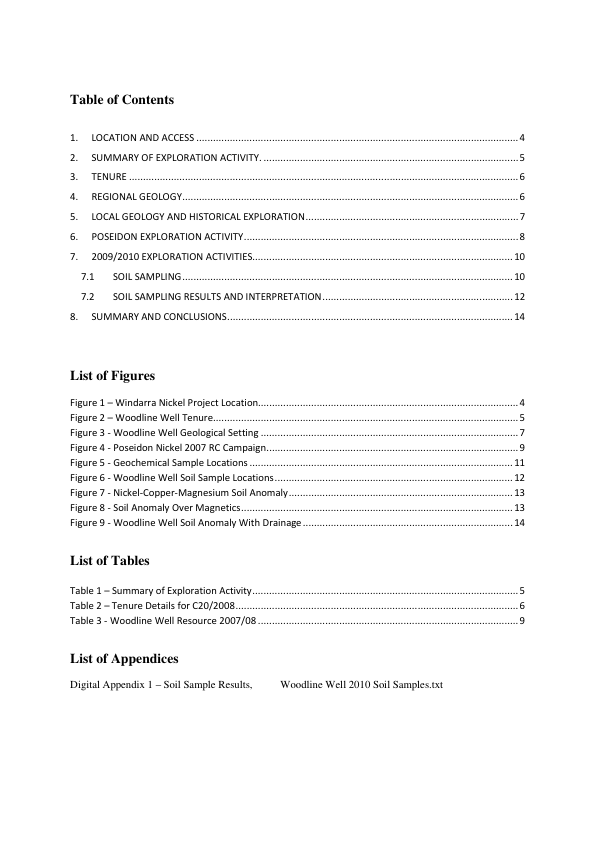 Table of Contents
1. LOCATION AND ACCESS ........ 4
2. SUMMARY OF EXPLORATION ACTIVITY. ........ 5
3. TENURE ........ 6
4. REGIONAL GEOLOGY........ 6
5. LOCAL GEOLOGY AND HISTORICAL EXPLORATION........ 7
6. POSEIDON EXPLORATION ACTIVITY........ 8
7. 2009/2010 EXPLORATION ACTIVITIES........ 10
7.1 SOIL SAMPLING........ 10
7.2 SOIL SAMPLING RESULTS AND INTERPRETATION........ 12
8. SUMMARY AND CONCLUSIONS........ 14
List of Figures
Figure 1 – Windarra Nickel Project Location........ 4
Figure 2 – Woodline Well Tenure........ 5
Figure 3 - Woodline Well Geological Setting ........ 7
Figure 4 - Poseidon Nickel 2007 RC Campaign........ 9
Figure 5 - Geochemical Sample Locations ........ 11
Figure 6 - Woodline Well Soil Sample Locations........ 12
Figure 7 - Nickel-Copper-Magnesium Soil Anomaly........ 13
Figure 8 - Soil Anomaly Over Magnetics........ 13
Figure 9 - Woodline Well Soil Anomaly With Drainage ........ 14
List of Tables
Table 1 – Summary of Exploration Activity........ 5
Table 2 – Tenure Details for C20/2008........ 6
Table 3 - Woodline Well Resource 2007/08 ........ 9
List of Appendices
Digital Appendix 1 – Soil Sample Results, Woodline Well 2010 Soil Samples.txt